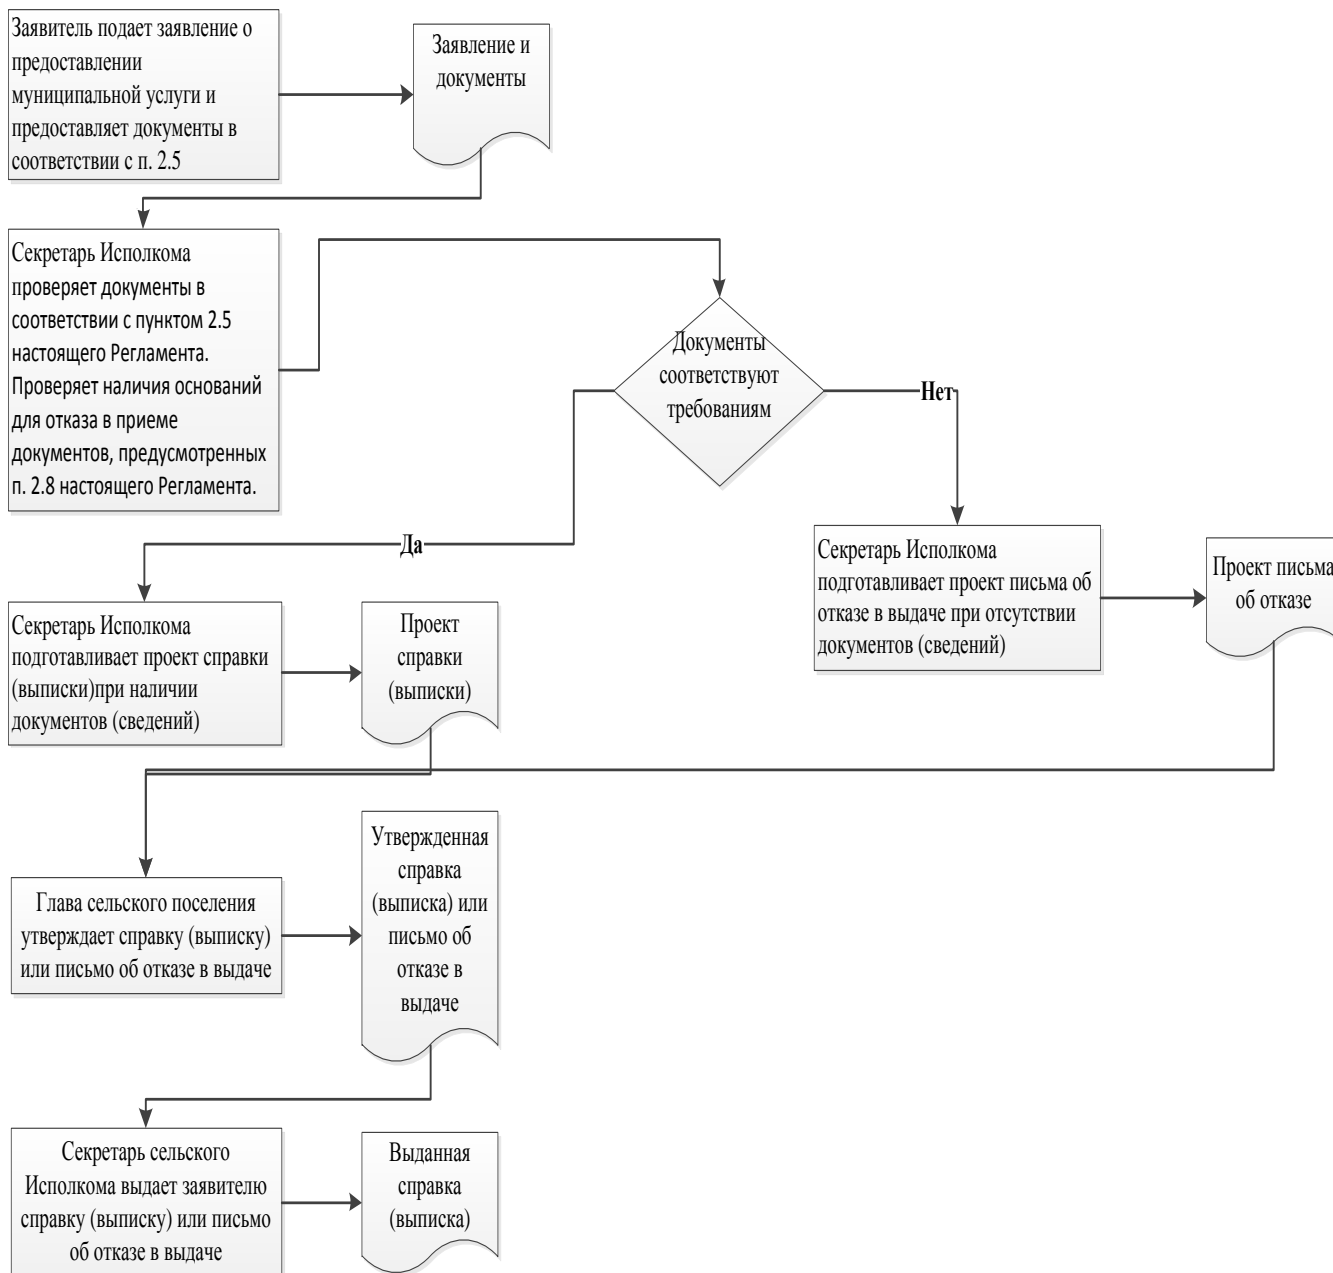 Заявитель подает заявление о
предоставлении
муниципальной услуги и
предоставляет документы в
соответствии с п. 2.5
Заявление и
документы
Секретарь Исполкома
проверяет документы в
соответствии с пунктом 2.5
настоящего Регламента.
Проверяет наличия оснований
для отказа в приеме
документов, предусмотренных
п. 2.8 настоящего Регламента.
Документы
соответствуют
требованиям
Нет
Да
Секретарь Исполкома
подготавливает проект письма об
отказе в выдаче при отсутствии
документов (сведений)
Проект письма
об отказе
Секретарь Исполкома
подготавливает проект справки
(выписки)при наличии
документов (сведений)
Проект
справки
(выписки)
Глава сельского поселения
утверждает справку (выписку)
или письмо об отказе в выдаче
Утвержденная
справка
(выписка) или
письмо об
отказе в
выдаче
Секретарь сельского
Исполкома выдает заявителю
справку (выписку) или письмо
об отказе в выдаче
Выданная
справка
(выписка)